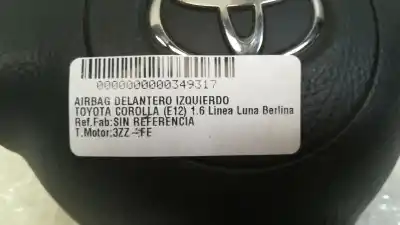 0000000000349317
AIRBAG DELANTERO IZQUIERDO
TOYOTA COROLLA (E12) 1.6 Linea Luna Berlina
Ref.Fab:SIN REFERENCIA
T.Motor:3ZZ-FE